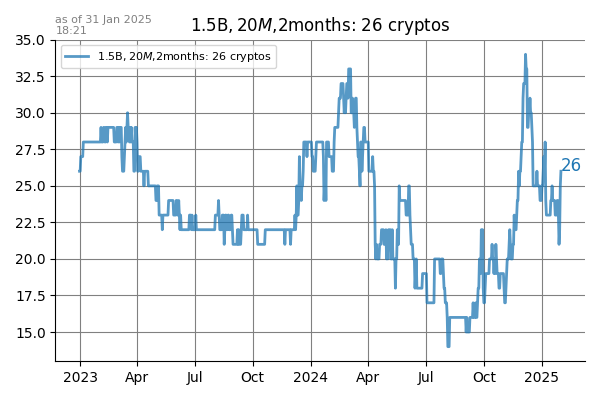 as of 31 Jan 2025
18:21
1.5B, 20M,2months: 26 cryptos
1.5B, 20M,2months: 26 cryptos
35.0
32.5
30.0
27.5
25.0
22.5
20.0
17.5
15.0
26
2023 Apr Jul Oct 2024 Apr Jul Oct 2025